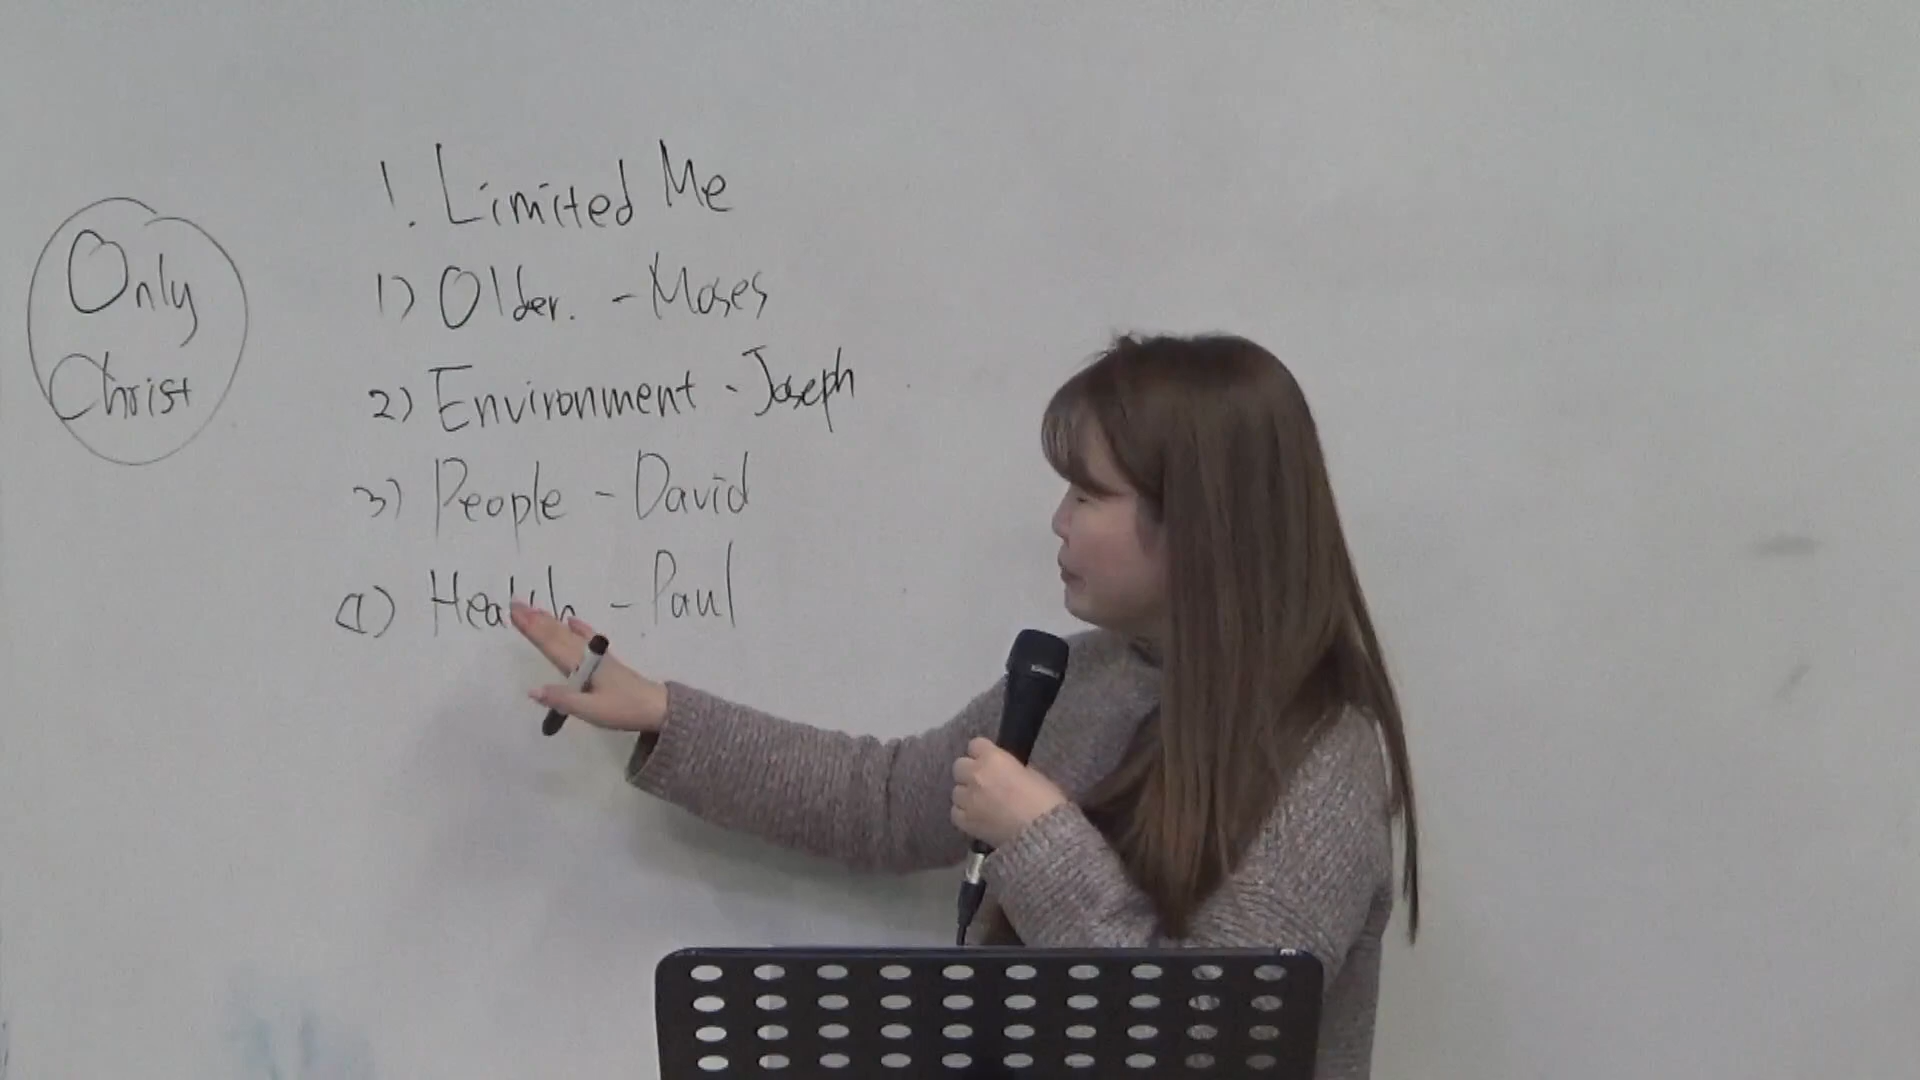 Only
Christ
1. Limited Me
1) Older. - Moses
2) Environment - Joseph
3) People - David
4) Health - Paul